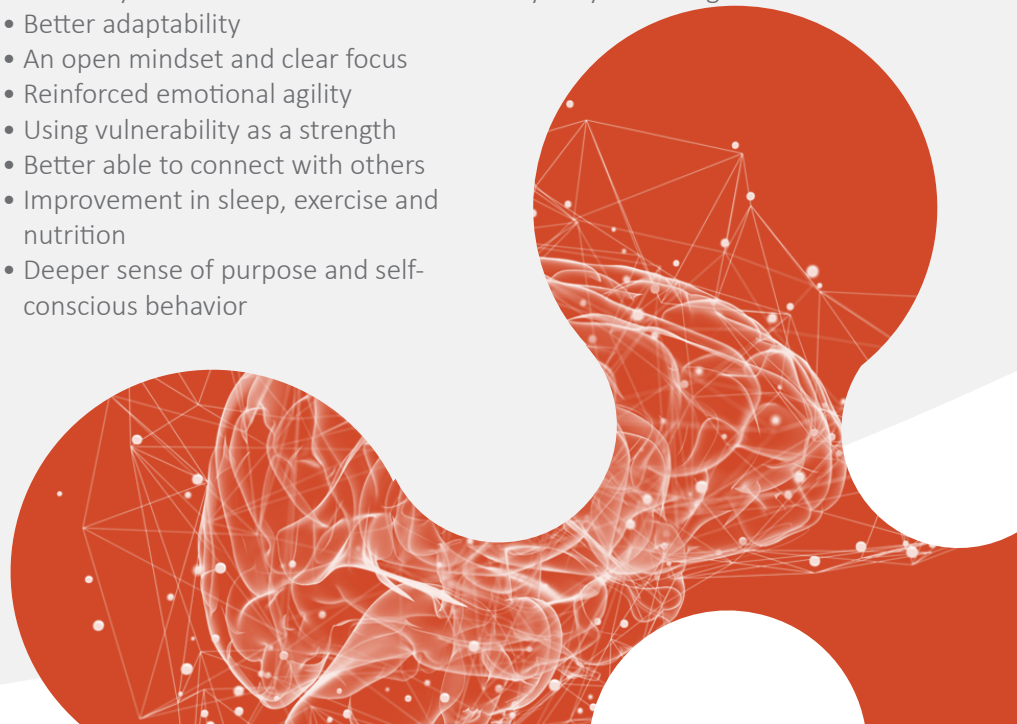 • Better adaptability
• An open mindset and clear focus
• Reinforced emotional agility
• Using vulnerability as a strength
• Better able to connect with others
• Improvement in sleep, exercise and
nutrition
• Deeper sense of purpose and self-
conscious behavior